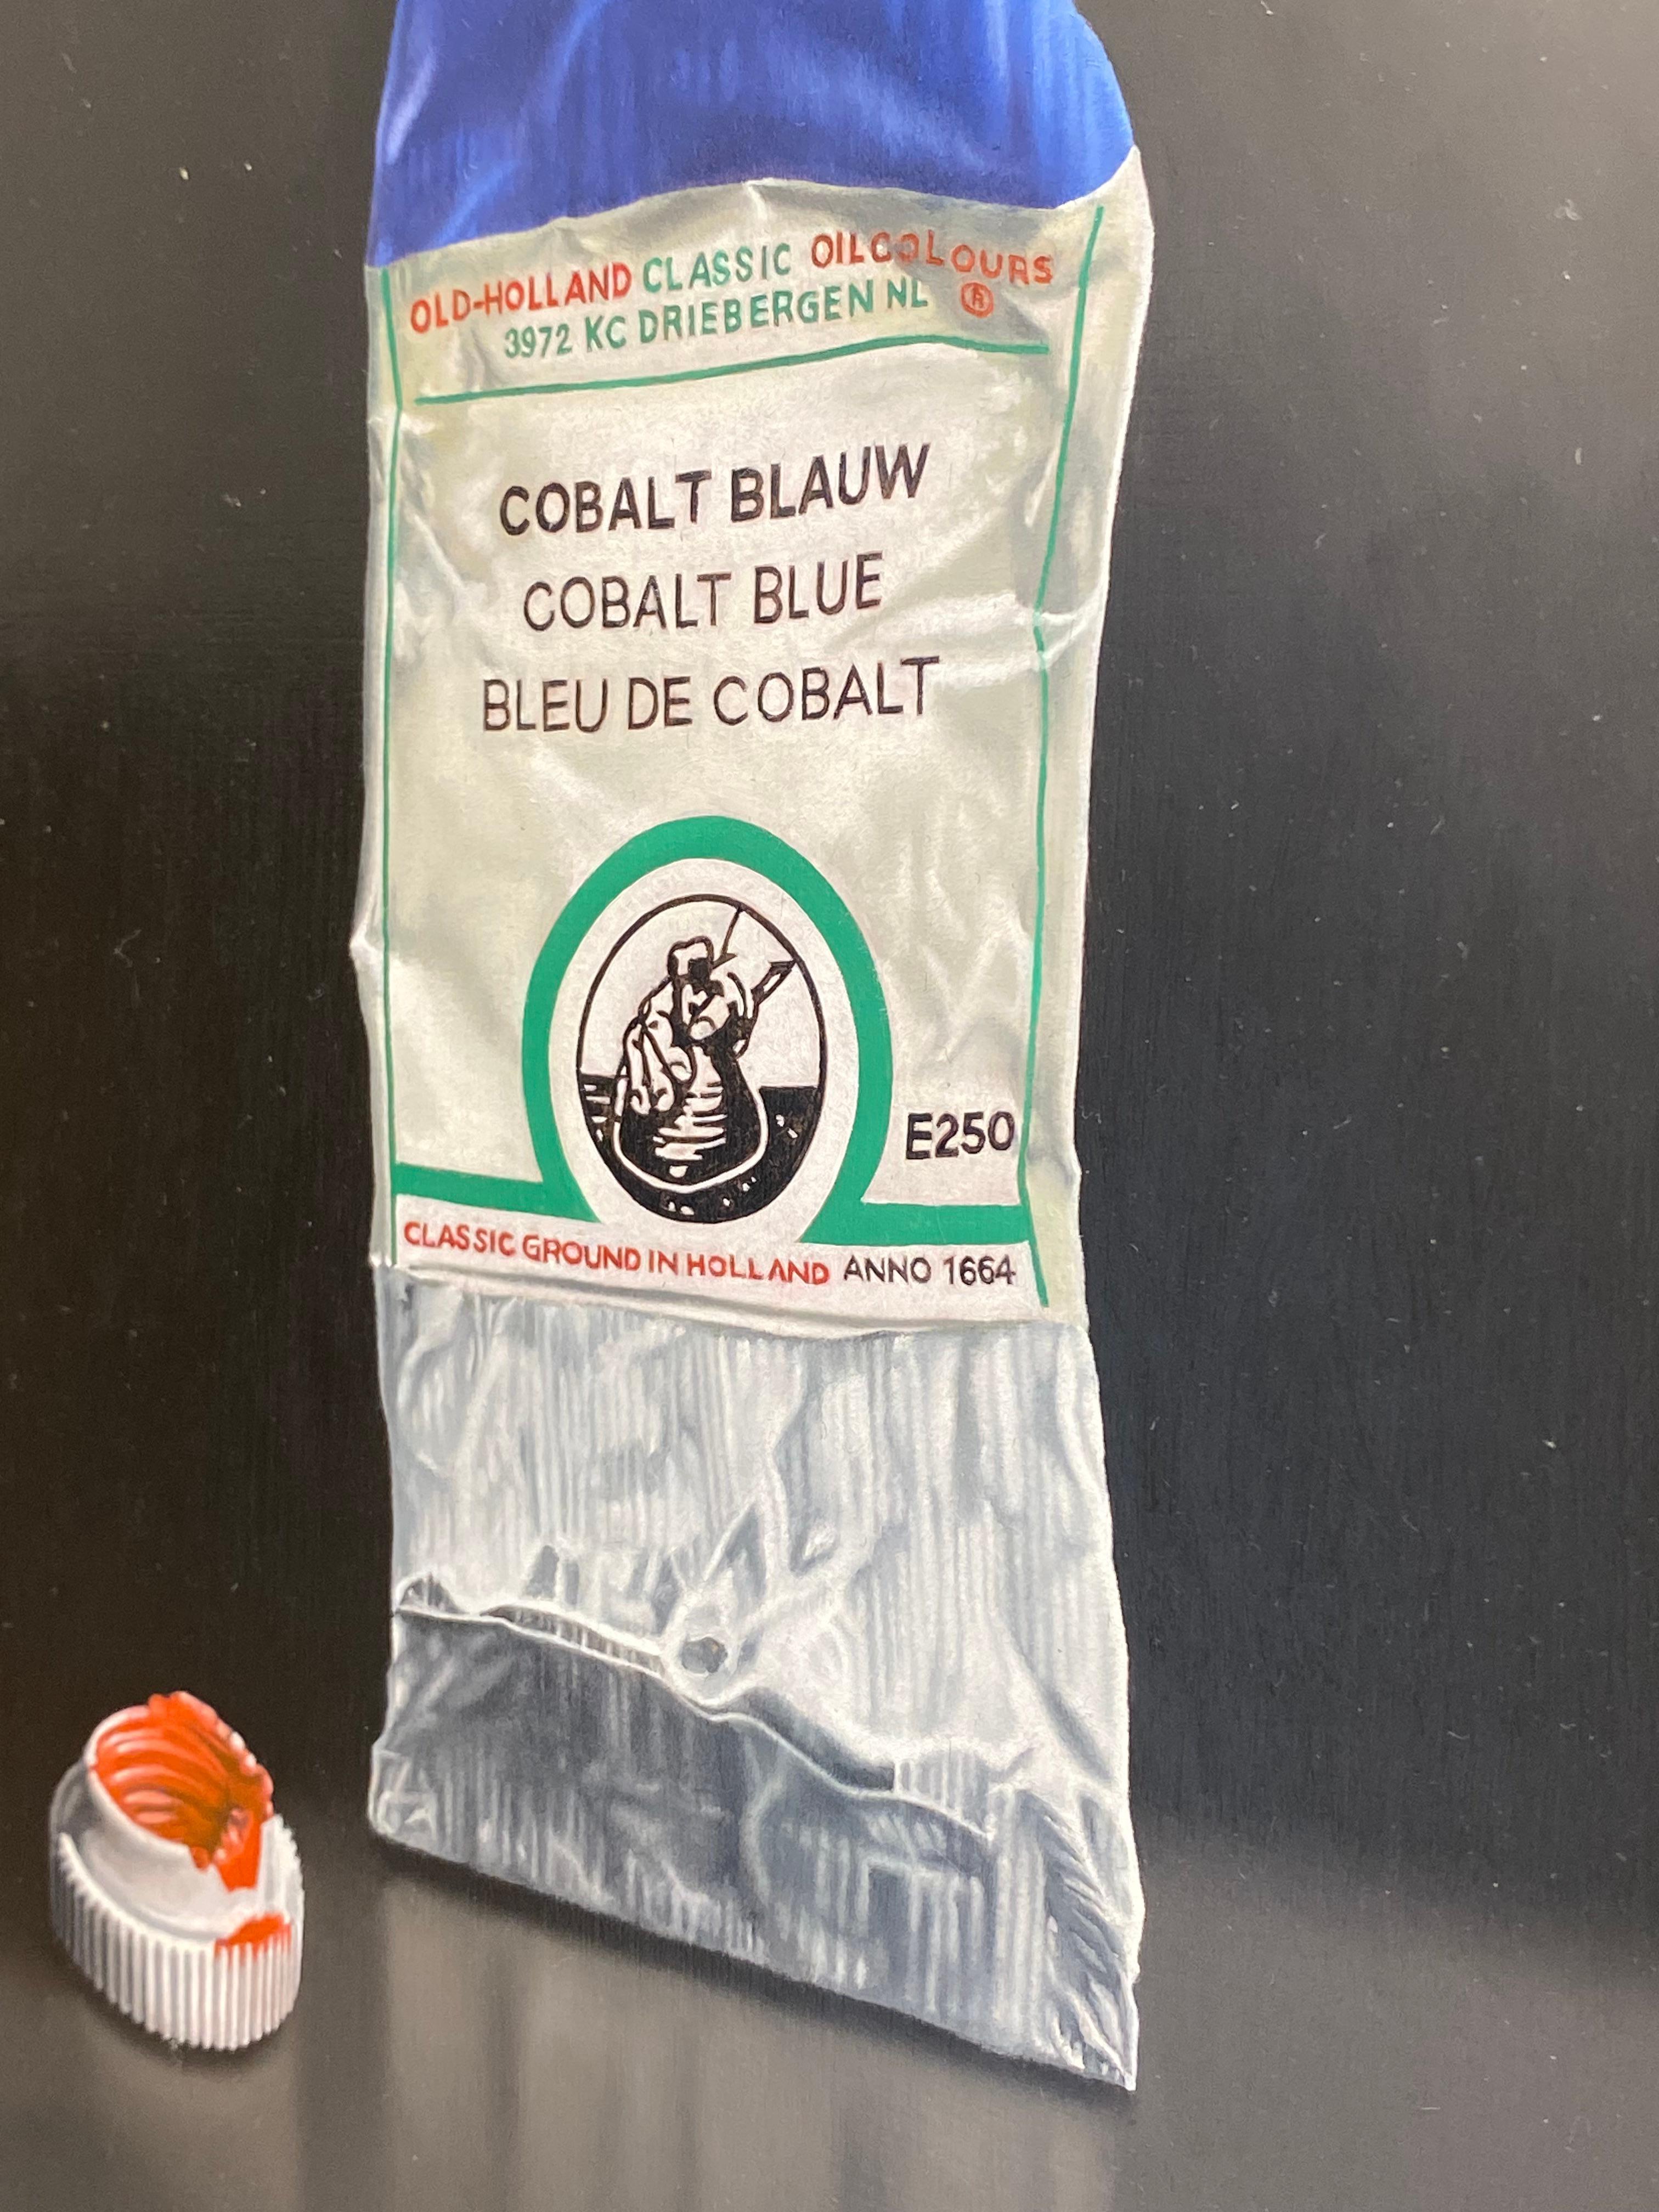 OLD-HOLLAND CLASSIC OILCOLOURS
3972 KC DRIEBERGEN NL ®
COBALT BLAUW
COBALT BLUE
BLEU DE COBALT
E250
CLASSIC GROUND IN HOLLAND ANNO 1664